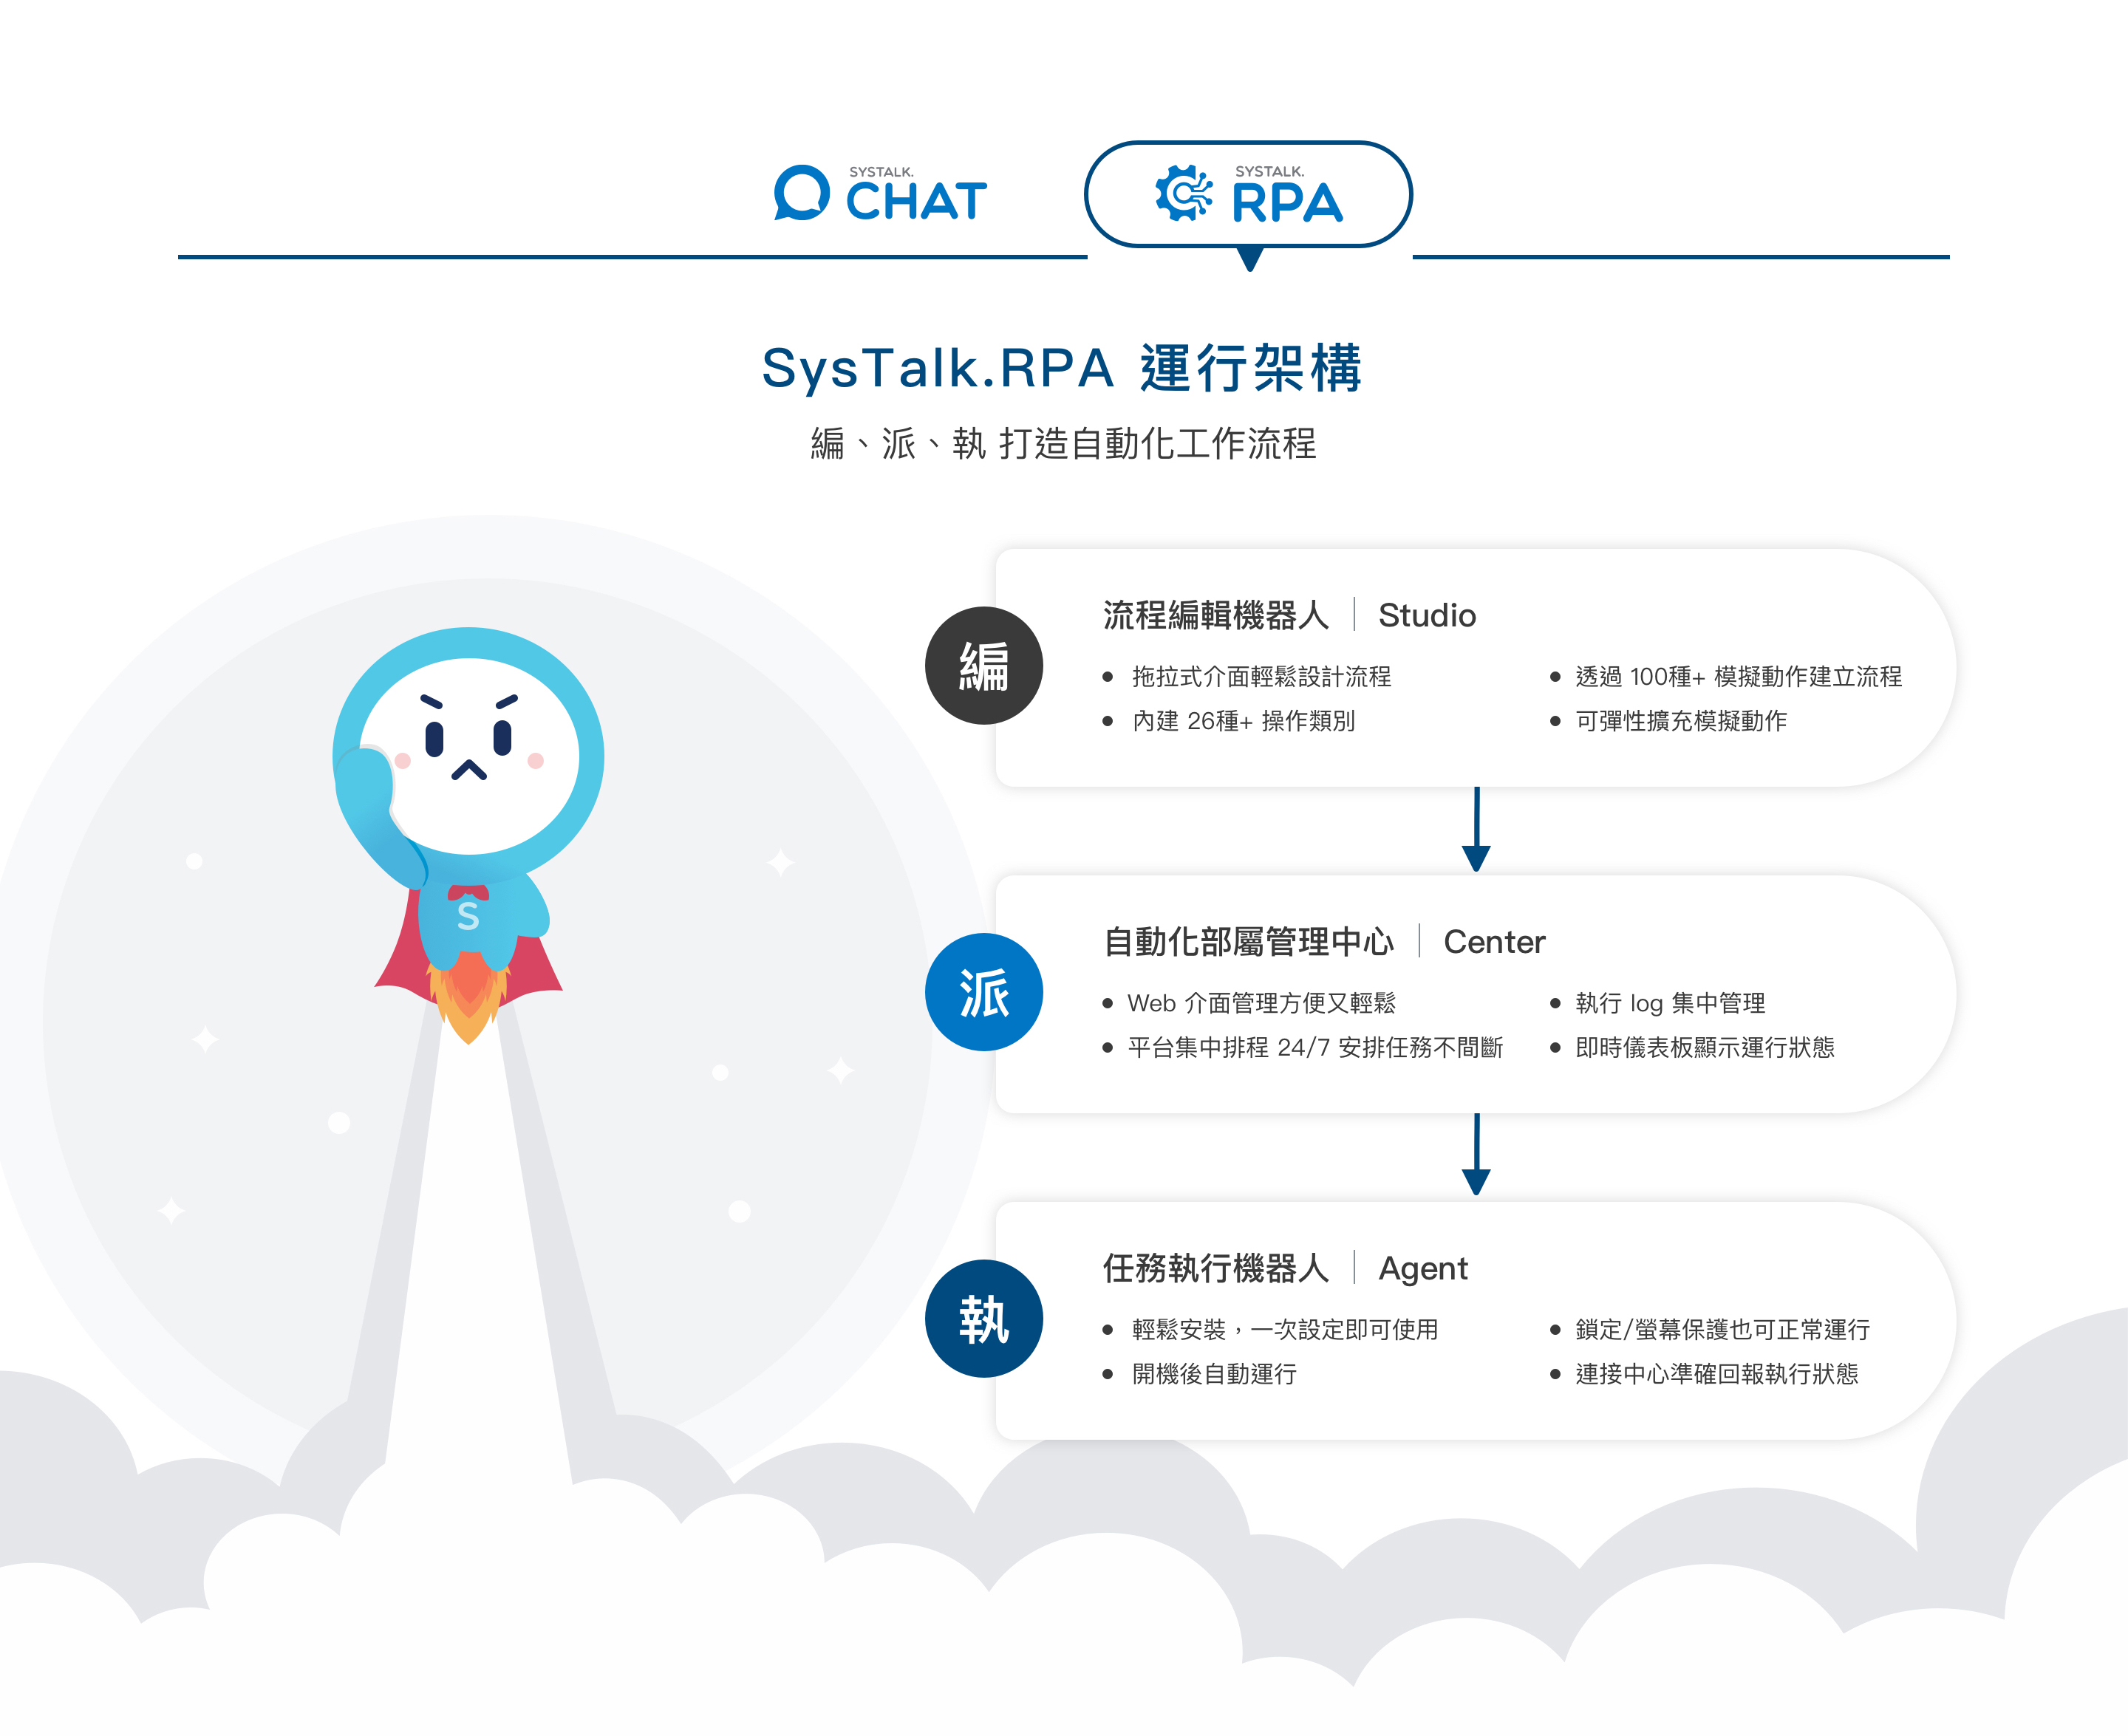 SYSTALK.
CHAT
SYSTALK.
RPA
SysTalk.RPA 運行架構
編、派、執 打造自動化工作流程
編
流程編輯機器人 | Studio
拖拉式介面輕鬆設計流程
透過 100種+ 模擬動作建立流程
內建 26種+ 操作類別
可彈性擴充模擬動作
S
派
自動化部屬管理中心 | Center
Web 介面管理方便又輕鬆
執行 log 集中管理
平台集中排程 24/7 安排任務不間斷
即時儀表板顯示運行狀態
執
任務執行機器人 | Agent
輕鬆安裝，一次設定即可使用
鎖定/螢幕保護也可正常運行
開機後自動運行
連接中心準確回報執行狀態